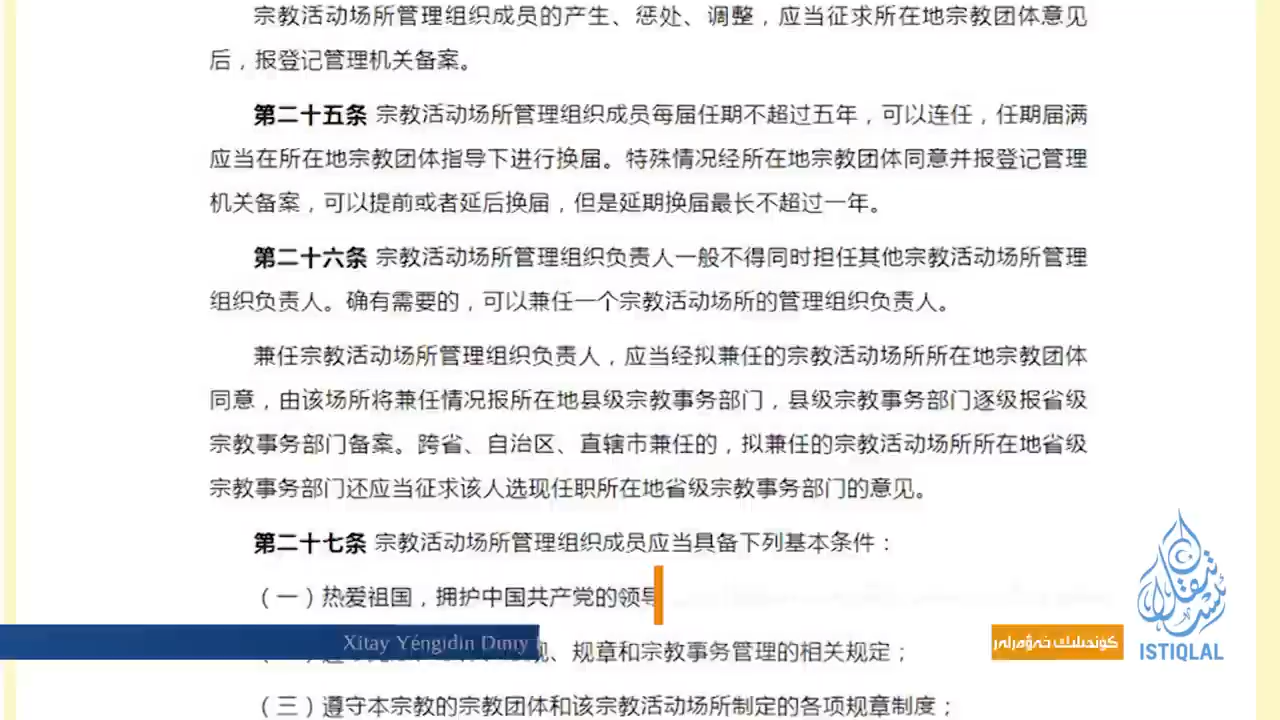 宗教活动场所管理组织成员的产生、惩处、调整，应当征求所在地宗教团体意见
后，报登记管理机关备案。
第二十五条 宗教活动场所管理组织成员每届任期不超过五年，可以连任，任期届满
应当在所在地宗教团体指导下进行换届。特殊情况经所在地宗教团体同意并报登记管理
机关备案，可以提前或者延后换届，但是延期换届最长不超过一年。
第二十六条 宗教活动场所管理组织负责人一般不得同时担任其他宗教活动场所管理
组织负责人。确有需要的，可以兼任一个宗教活动场所的管理组织负责人。
兼任宗教活动场所管理组织负责人，应当经拟兼任的宗教活动场所所在地宗教团体
同意，由该场所将兼任情况报所在地县级宗教事务部门，县级宗教事务部门逐级报省级
宗教事务部门备案。跨省、自治区、直辖市兼任的，拟兼任的宗教活动场所所在地省级
宗教事务部门还应当征求该人选现任职所在地省级宗教事务部门的意见。
第二十七条 宗教活动场所管理组织成员应当具备下列基本条件：
（一）热爱祖国，拥护中国共产党的领导
Xitay Yéngidin Duny
、规章和宗教事务管理的相关规定；
كۈندىلىك خەۋەرلەر
ئىستىقلال
ISTIQLAL
（三）遵守本宗教的宗教团体和该宗教活动场所制定的各项规章制度；